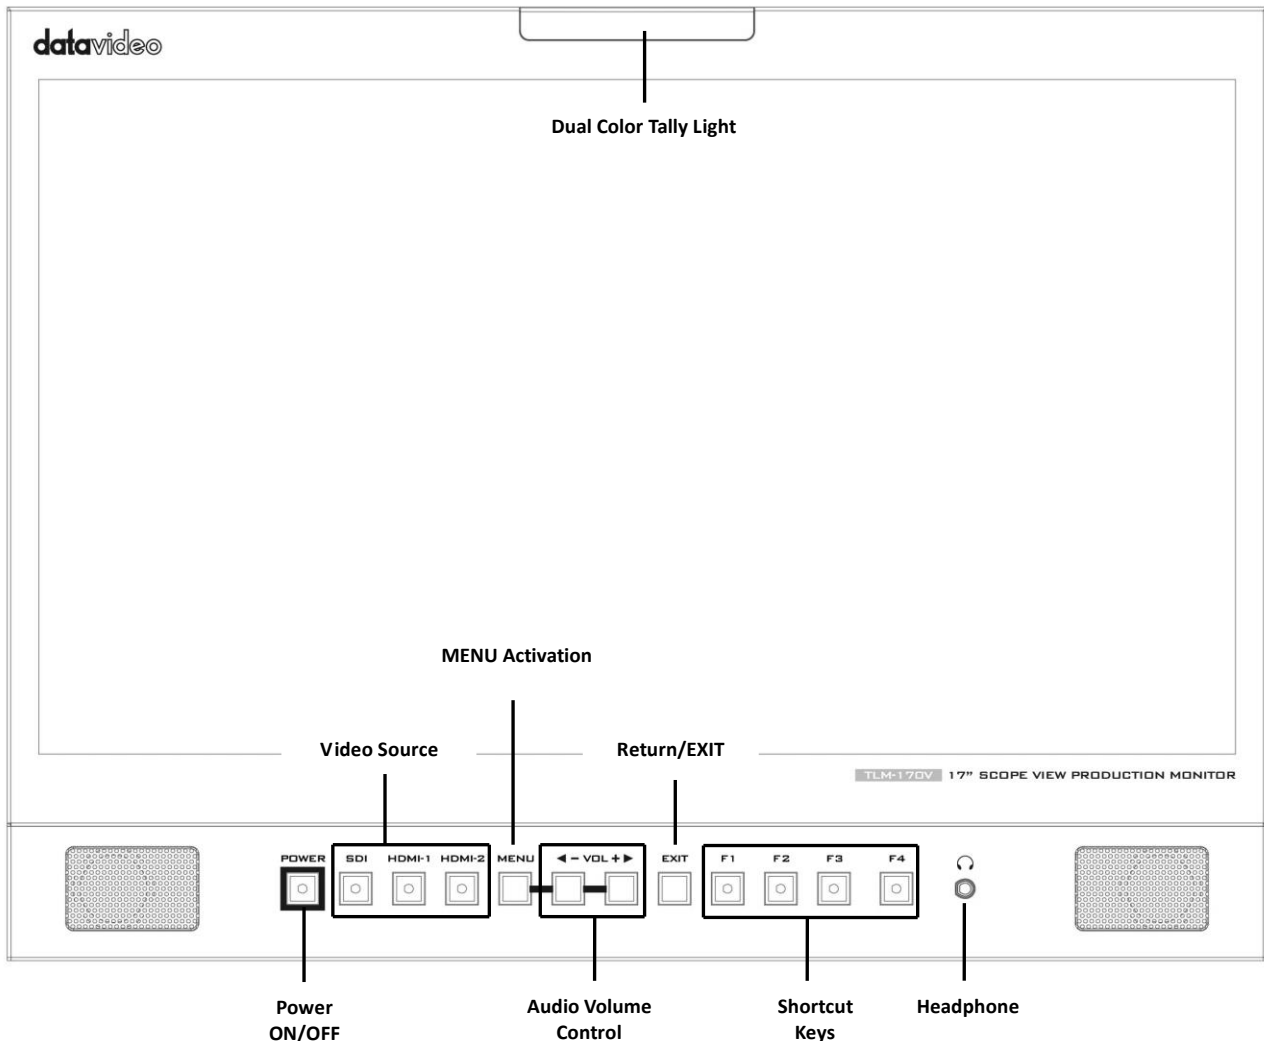 datavideo
Dual Color Tally Light
MENU Activation
Video Source
Return/EXIT
TLM-170V 17" SCOPE VIEW PRODUCTION MONITOR
POWER SDI HDMI-1 HDMI-2 MENU ◄ - VOL + ► EXIT F1 F2 F3 F4
Power
ON/OFF
Audio Volume
Control
Shortcut
Keys
Headphone